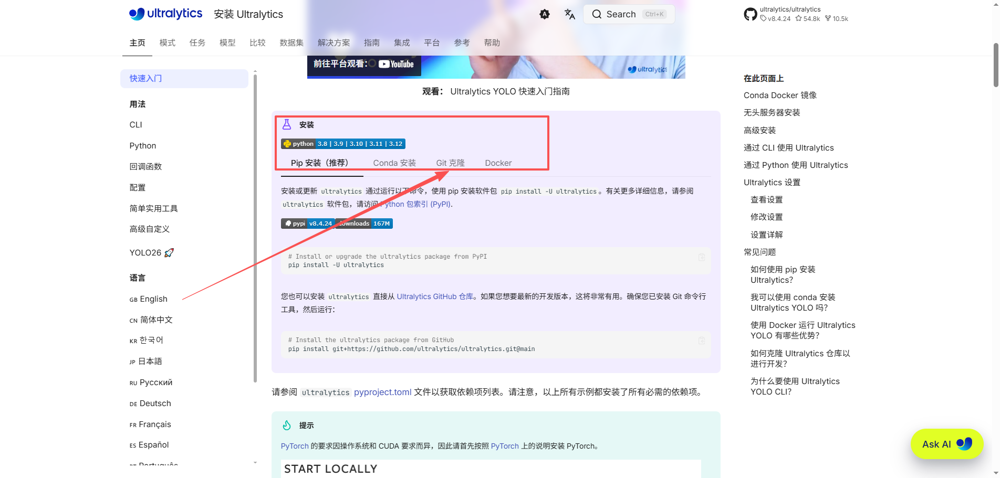 ultralytics 安装 Ultralytics
Search Ctrl+K
ultralytics/ultralytics
v8.4.24 54.8k 10.5k
主页 模式 任务 模型 比较 数据集 解决方案 指南 集成 平台 参考 帮助
快速入门
用法
CLI
Python
回调函数
配置
简单实用工具
高级自定义
YOLO26 🚀
语言
GB English
CN 简体中文
KR 한국어
JP 日本語
RU Русский
DE Deutsch
FR Français
ES Español
PT Português
前往平台观看： YouTube
ultralytics
观看： Ultralytics YOLO 快速入门指南
安装
python 3.8 | 3.9 | 3.10 | 3.11 | 3.12
Pip 安装（推荐） Conda 安装 Git 克隆 Docker
安装或更新 ultralytics 通过运行以下命令，使用 pip 安装软件包 pip install -U ultralytics。有关更多详细信息，请参阅
ultralytics 软件包，请访问 Python 包索引 (PyPI).
pypi v8.4.24 downloads 167M
# Install or upgrade the ultralytics package from PyPI
pip install -U ultralytics
您也可以安装 ultralytics 直接从 Ultralytics GitHub 仓库。如果您想要最新的开发版本，这将非常有用。确保您已安装 Git 命令行
工具，然后运行：
# Install the ultralytics package from GitHub
pip install git+https://github.com/ultralytics/ultralytics.git@main
请参阅 ultralytics pyproject.toml 文件以获取依赖项列表。请注意，以上所有示例都安装了所有必需的依赖项。
提示
PyTorch 的要求因操作系统和 CUDA 要求而异，因此请首先按照 PyTorch 上的说明安装 PyTorch。
START LOCALLY
在此页面上
Conda Docker 镜像
无头服务器安装
高级安装
通过 CLI 使用 Ultralytics
通过 Python 使用 Ultralytics
Ultralytics 设置
查看设置
修改设置
设置详解
常见问题
如何使用 pip 安装
Ultralytics？
我可以使用 conda 安装
Ultralytics YOLO 吗？
使用 Docker 运行 Ultralytics
YOLO 有哪些优势？
如何克隆 Ultralytics 仓库以
进行开发？
为什么要使用 Ultralytics
YOLO CLI？
Ask AI